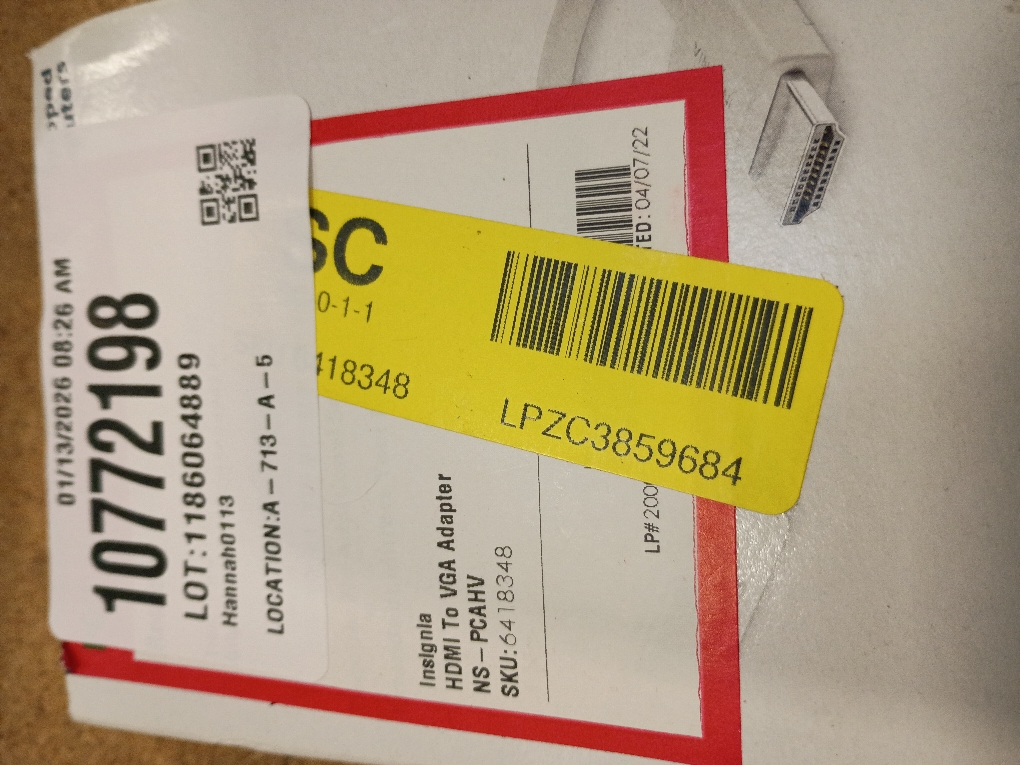 01/13/2026 08:26 AM
10772198
LOT:1186064889
Hannah0113
LOCATION:A-713-A-5
SC
0-1-1
418348
LPZC3859684
Insignia
HDMI To VGA Adapter
NS-PCAHV
SKU:6418348
TED: 04/07/22
LP# 200